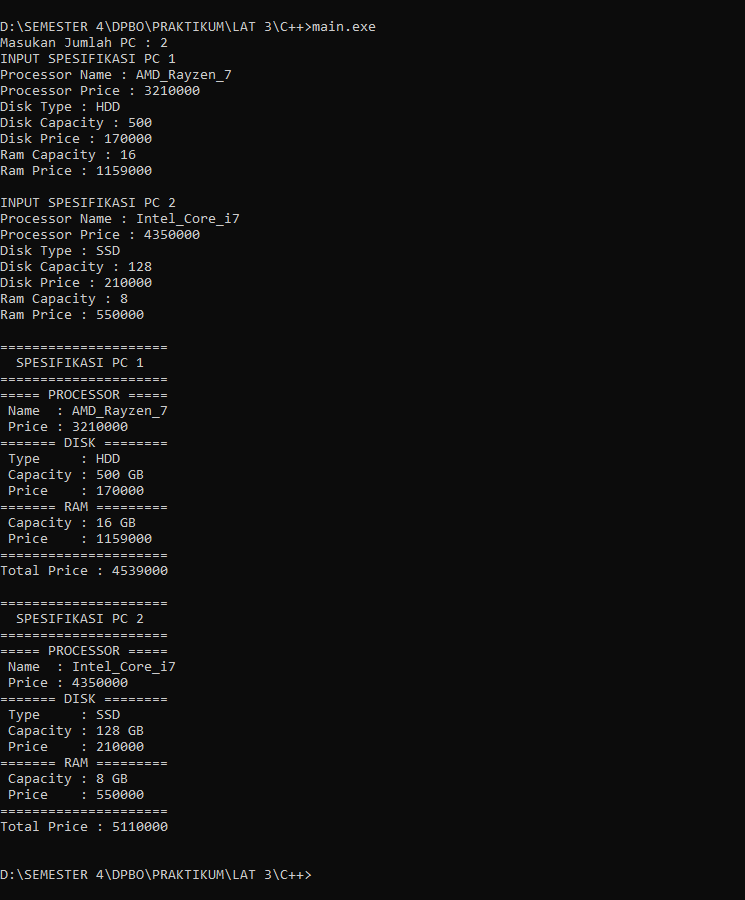 D:\SEMESTER 4\DPBO\PRAKTIKUM\LAT 3\C++>main.exe
Masukan Jumlah PC : 2
INPUT SPESIFIKASI PC 1
Processor Name : AMD_Rayzen_7
Processor Price : 3210000
Disk Type : HDD
Disk Capacity : 500
Disk Price : 170000
Ram Capacity : 16
Ram Price : 1159000

INPUT SPESIFIKASI PC 2
Processor Name : Intel_Core_i7
Processor Price : 4350000
Disk Type : SSD
Disk Capacity : 128
Disk Price : 210000
Ram Capacity : 8
Ram Price : 550000

=====================
  SPESIFIKASI PC 1
=====================
===== PROCESSOR =====
 Name  : AMD_Rayzen_7
 Price : 3210000
======= DISK ========
 Type     : HDD
 Capacity : 500 GB
 Price    : 170000
======= RAM =========
 Capacity : 16 GB
 Price    : 1159000
=====================
Total Price : 4539000

=====================
  SPESIFIKASI PC 2
=====================
===== PROCESSOR =====
 Name  : Intel_Core_i7
 Price : 4350000
======= DISK ========
 Type     : SSD
 Capacity : 128 GB
 Price    : 210000
======= RAM =========
 Capacity : 8 GB
 Price    : 550000
=====================
Total Price : 5110000


D:\SEMESTER 4\DPBO\PRAKTIKUM\LAT 3\C++>